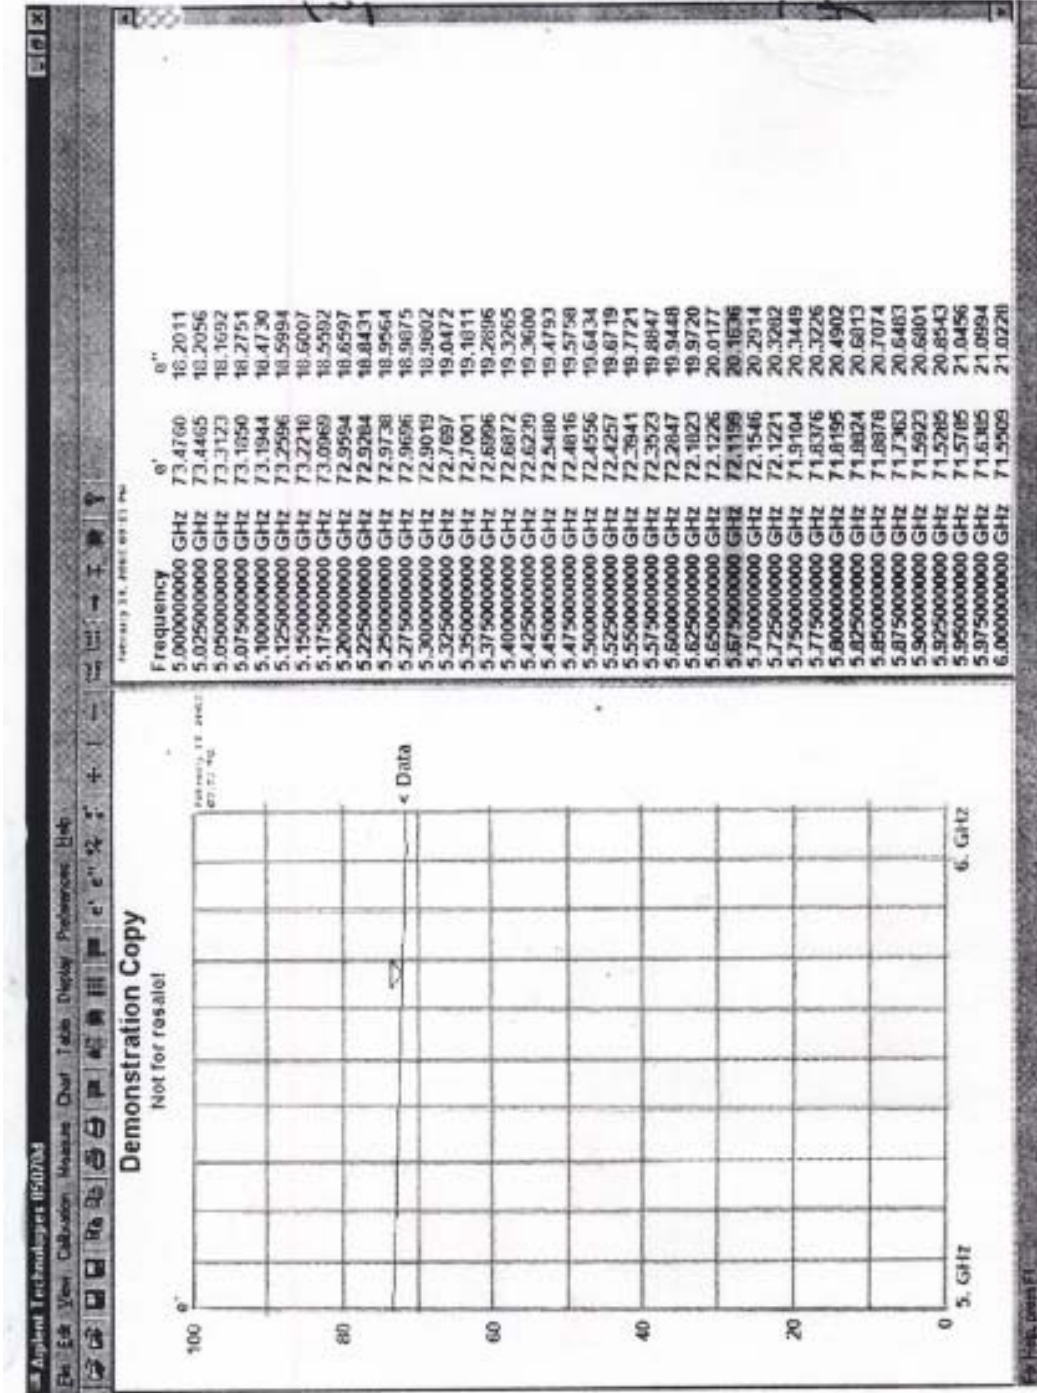 Agilent Technologies 85070d
File Edit View Calibration Measure Chart Table Display Preferences Help
e' e"
Demonstration Copy
Not for resale!
e'
100
80
60
40
20
0
5. GHz
6. GHz
< Data
Frequency e' e"
5.000000000 GHz 73.4760 18.2011
5.025000000 GHz 73.4465 18.2056
5.050000000 GHz 73.3123 18.1692
5.075000000 GHz 73.1850 18.2751
5.100000000 GHz 73.1944 18.4730
5.125000000 GHz 73.2596 18.5994
5.150000000 GHz 73.2218 18.6007
5.175000000 GHz 73.0969 18.5592
5.200000000 GHz 72.9594 18.6597
5.225000000 GHz 72.9284 18.8431
5.250000000 GHz 72.9738 18.9564
5.275000000 GHz 72.9696 18.9875
5.300000000 GHz 72.9019 18.9802
5.325000000 GHz 72.7697 19.0472
5.350000000 GHz 72.7001 19.1811
5.375000000 GHz 72.6996 19.2896
5.400000000 GHz 72.6872 19.3265
5.425000000 GHz 72.6239 19.3600
5.450000000 GHz 72.5480 19.4793
5.475000000 GHz 72.4816 19.5758
5.500000000 GHz 72.4556 19.6434
5.525000000 GHz 72.4257 19.6719
5.550000000 GHz 72.3941 19.7721
5.575000000 GHz 72.3523 19.8847
5.600000000 GHz 72.2847 19.9448
5.625000000 GHz 72.1823 19.9720
5.650000000 GHz 72.1226 20.0177
5.675000000 GHz 72.1199 20.1636
5.700000000 GHz 72.1546 20.2914
5.725000000 GHz 72.1221 20.3282
5.750000000 GHz 71.9104 20.3449
5.775000000 GHz 71.8376 20.3226
5.800000000 GHz 71.8195 20.4902
5.825000000 GHz 71.8824 20.6813
5.850000000 GHz 71.8878 20.7074
5.875000000 GHz 71.7363 20.6483
5.900000000 GHz 71.5923 20.6801
5.925000000 GHz 71.5285 20.8543
5.950000000 GHz 71.5785 21.0456
5.975000000 GHz 71.6385 21.0994
6.000000000 GHz 71.5509 21.0228
For Help, press F1